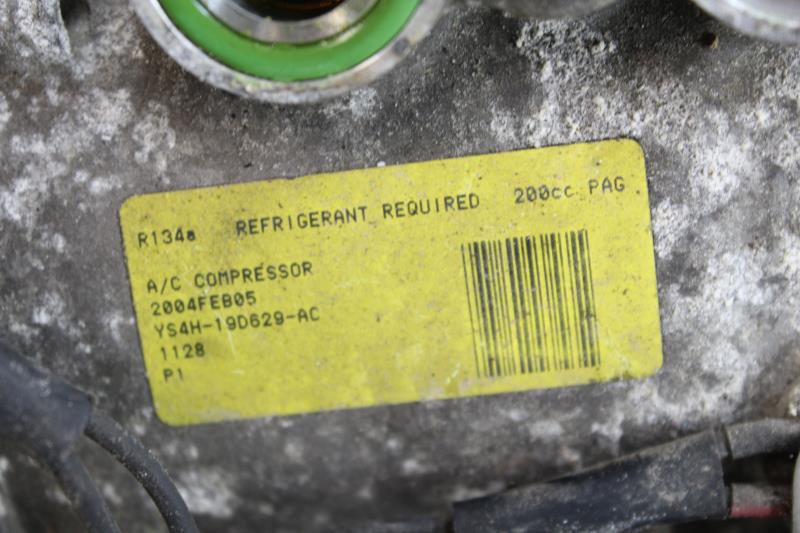 R134a REFRIGERANT REQUIRED 200cc PAG
A/C COMPRESSOR
2004FEB05
YS4H-19D629-AC
1128
P1